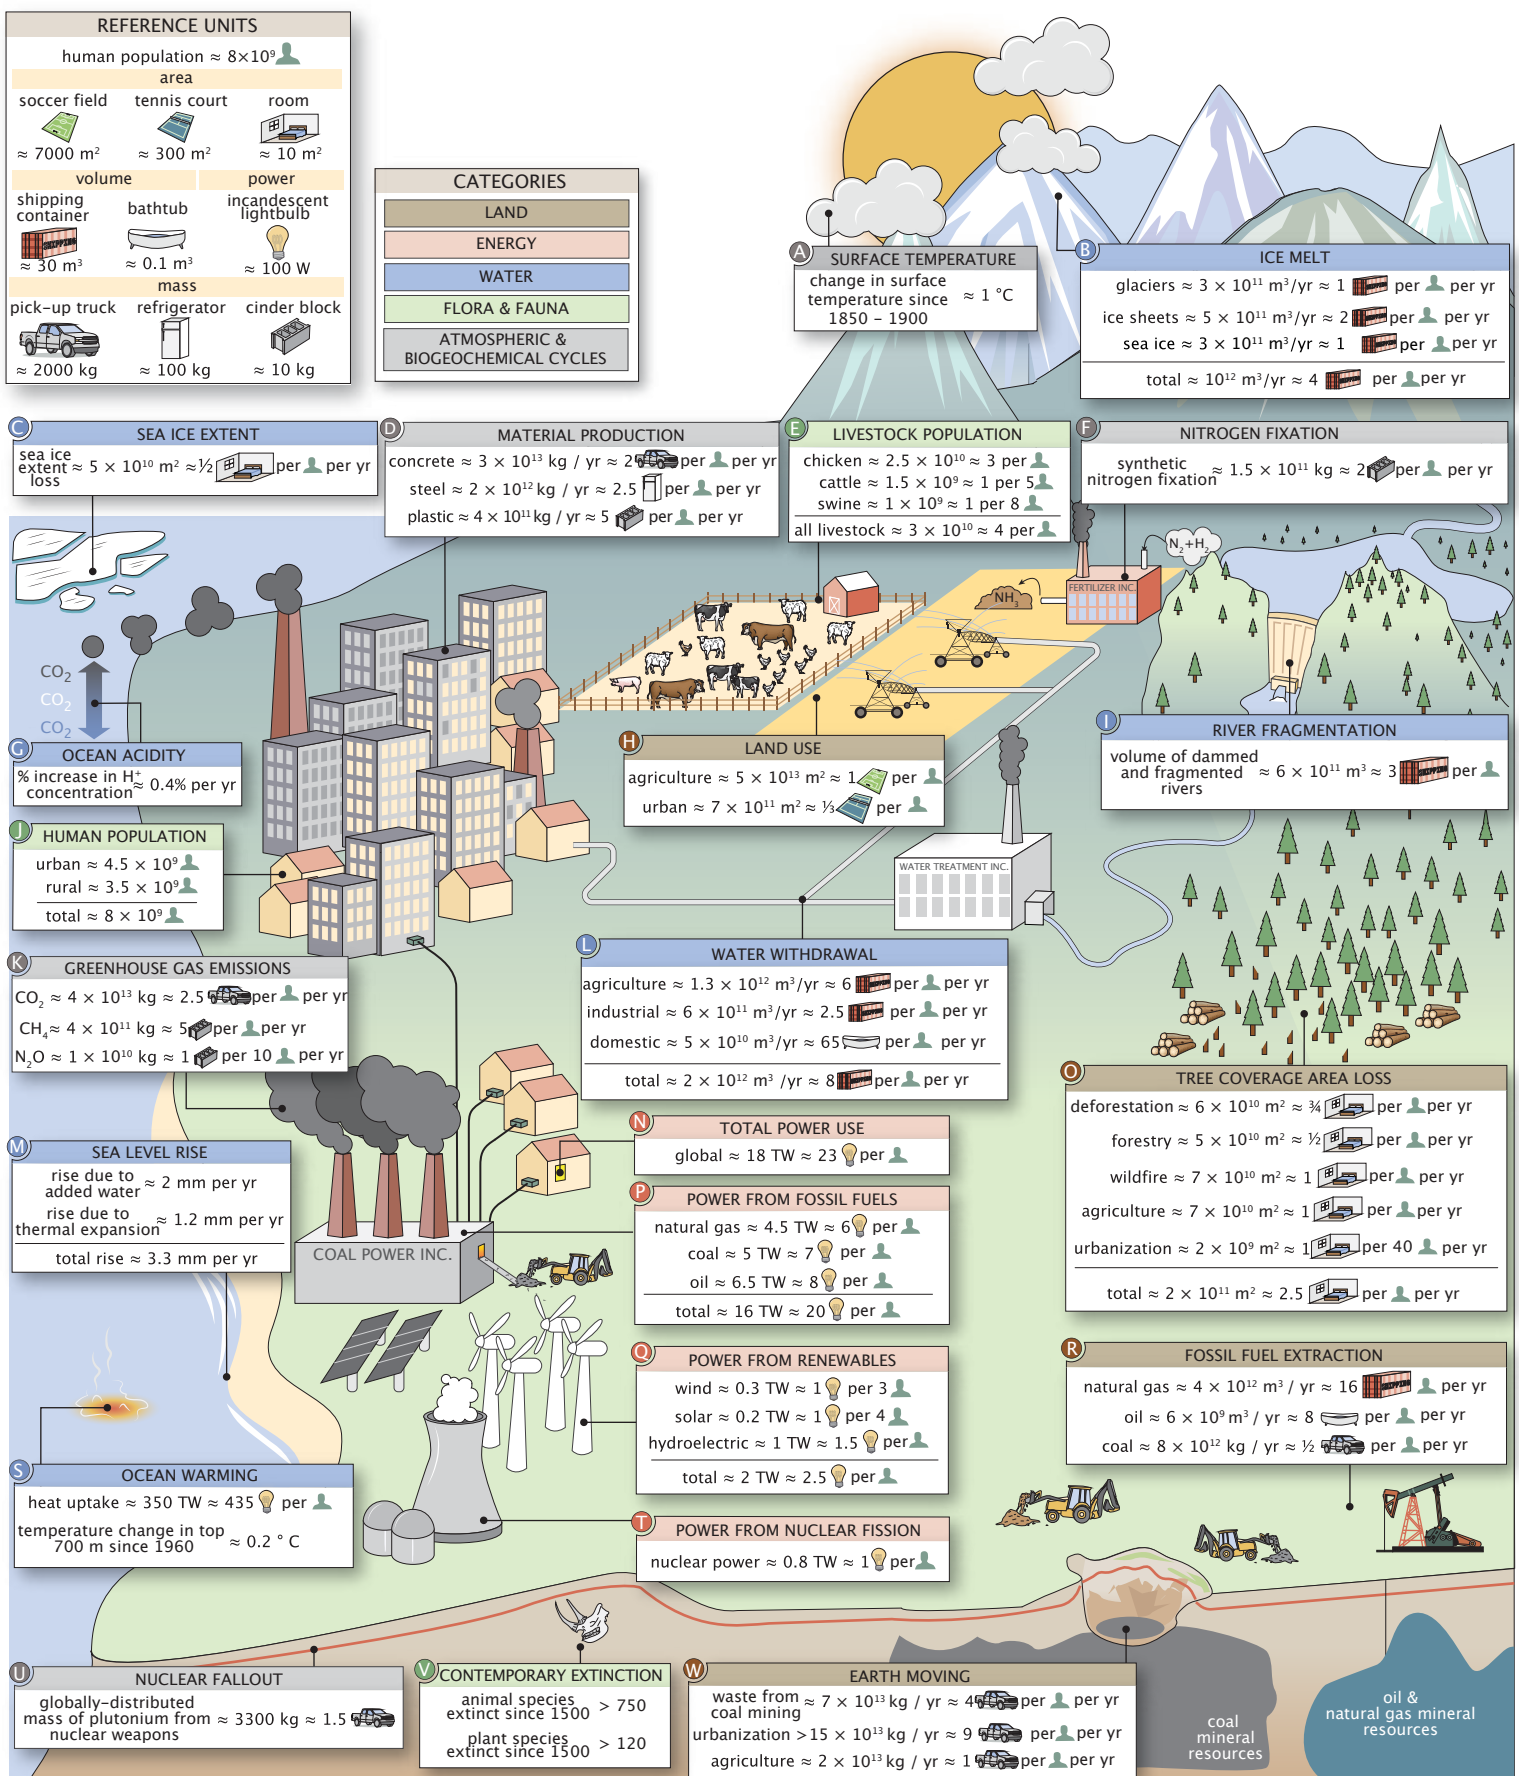 REFERENCE UNITS
human population ≈ 8×10⁹
area
soccer field tennis court room
≈ 7000 m² ≈ 300 m² ≈ 10 m²
volume power
shipping container bathtub incandescent lightbulb
SHIPPING
≈ 30 m³ ≈ 0.1 m³ ≈ 100 W
mass
pick-up truck refrigerator cinder block
≈ 2000 kg ≈ 100 kg ≈ 10 kg
CATEGORIES
LAND
ENERGY
WATER
FLORA & FAUNA
ATMOSPHERIC &
BIOGEOCHEMICAL CYCLES
A SURFACE TEMPERATURE
change in surface
temperature since ≈ 1 °C
1850 – 1900
B ICE MELT
glaciers ≈ 3 × 10¹¹ m³/yr ≈ 1 per per yr
ice sheets ≈ 5 × 10¹¹ m³/yr ≈ 2 per per yr
sea ice ≈ 3 × 10¹¹ m³/yr ≈ 1 per per yr
total ≈ 10¹² m³/yr ≈ 4 per per yr
C SEA ICE EXTENT
sea ice
extent ≈ 5 × 10¹⁰ m² ≈ ½ per per yr
loss
D MATERIAL PRODUCTION
concrete ≈ 3 × 10¹³ kg / yr ≈ 2 per per yr
steel ≈ 2 × 10¹² kg / yr ≈ 2.5 per per yr
plastic ≈ 4 × 10¹¹ kg / yr ≈ 5 per per yr
E LIVESTOCK POPULATION
chicken ≈ 2.5 × 10¹⁰ ≈ 3 per
cattle ≈ 1.5 × 10⁹ ≈ 1 per 5
swine ≈ 1 × 10⁹ ≈ 1 per 8
all livestock ≈ 3 × 10¹⁰ ≈ 4 per
F NITROGEN FIXATION
synthetic
nitrogen fixation ≈ 1.5 × 10¹¹ kg ≈ 2 per per yr
N₂+H₂
FERTILIZER INC.
NH₃
CO₂
CO₂
CO₂
G OCEAN ACIDITY
% increase in H⁺
concentration ≈ 0.4% per yr
H LAND USE
agriculture ≈ 5 × 10¹³ m² ≈ 1 per
urban ≈ 7 × 10¹¹ m² ≈ ⅓ per
I RIVER FRAGMENTATION
volume of dammed
and fragmented ≈ 6 × 10¹¹ m³ ≈ 3 SHIPPING per
rivers
J HUMAN POPULATION
urban ≈ 4.5 × 10⁹
rural ≈ 3.5 × 10⁹
total ≈ 8 × 10⁹
WATER TREATMENT INC.
K GREENHOUSE GAS EMISSIONS
CO₂ ≈ 4 × 10¹³ kg ≈ 2.5 per per yr
CH₄ ≈ 4 × 10¹¹ kg ≈ 5 per per yr
N₂O ≈ 1 × 10¹⁰ kg ≈ 1 per 10 per yr
L WATER WITHDRAWAL
agriculture ≈ 1.3 × 10¹² m³/yr ≈ 6 per per yr
industrial ≈ 6 × 10¹¹ m³/yr ≈ 2.5 per per yr
domestic ≈ 5 × 10¹⁰ m³/yr ≈ 65 per per yr
total ≈ 2 × 10¹² m³ /yr ≈ 8 per per yr
M SEA LEVEL RISE
rise due to
added water ≈ 2 mm per yr
rise due to
thermal expansion ≈ 1.2 mm per yr
total rise ≈ 3.3 mm per yr
N TOTAL POWER USE
global ≈ 18 TW ≈ 23 per
O TREE COVERAGE AREA LOSS
deforestation ≈ 6 × 10¹⁰ m² ≈ ¾ per per yr
forestry ≈ 5 × 10¹⁰ m² ≈ ½ per per yr
wildfire ≈ 7 × 10¹⁰ m² ≈ 1 per per yr
agriculture ≈ 7 × 10¹⁰ m² ≈ 1 per per yr
urbanization ≈ 2 × 10⁹ m² ≈ 1 per 40 per yr
total ≈ 2 × 10¹¹ m² ≈ 2.5 per per yr
COAL POWER INC.
P POWER FROM FOSSIL FUELS
natural gas ≈ 4.5 TW ≈ 6 per
coal ≈ 5 TW ≈ 7 per
oil ≈ 6.5 TW ≈ 8 per
total ≈ 16 TW ≈ 20 per
Q POWER FROM RENEWABLES
wind ≈ 0.3 TW ≈ 1 per 3
solar ≈ 0.2 TW ≈ 1 per 4
hydroelectric ≈ 1 TW ≈ 1.5 per
total ≈ 2 TW ≈ 2.5 per
R FOSSIL FUEL EXTRACTION
natural gas ≈ 4 × 10¹² m³ / yr ≈ 16 SHIPPING per yr
oil ≈ 6 × 10⁹ m³ / yr ≈ 8 per per yr
coal ≈ 8 × 10¹² kg / yr ≈ ½ per per yr
S OCEAN WARMING
heat uptake ≈ 350 TW ≈ 435 per
temperature change in top
700 m since 1960 ≈ 0.2 ° C
T POWER FROM NUCLEAR FISSION
nuclear power ≈ 0.8 TW ≈ 1 per
U NUCLEAR FALLOUT
globally-distributed
mass of plutonium from ≈ 3300 kg ≈ 1.5
nuclear weapons
V CONTEMPORARY EXTINCTION
animal species
extinct since 1500 > 750
plant species
extinct since 1500 > 120
W EARTH MOVING
waste from
coal mining ≈ 7 × 10¹³ kg / yr ≈ 4 per per yr
urbanization > 15 × 10¹³ kg / yr ≈ 9 per per yr
agriculture ≈ 2 × 10¹³ kg / yr ≈ 1 per per yr
coal
mineral
resources
oil &
natural gas mineral
resources